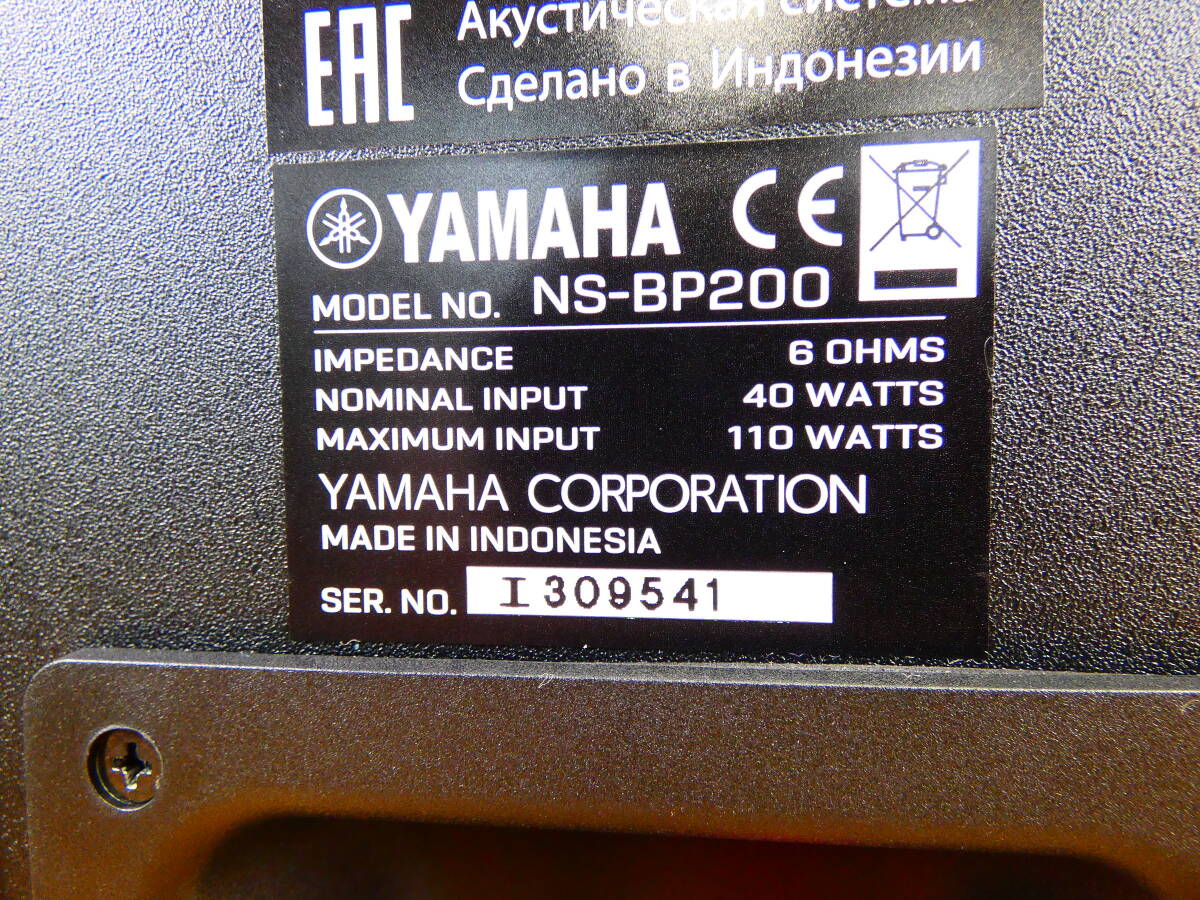 EAC
Акустическая система
Сделано в Индонезии
YAMAHA CE
MODEL NO. NS-BP200
IMPEDANCE 6 OHMS
NOMINAL INPUT 40 WATTS
MAXIMUM INPUT 110 WATTS
YAMAHA CORPORATION
MADE IN INDONESIA
SER. NO. I 309541